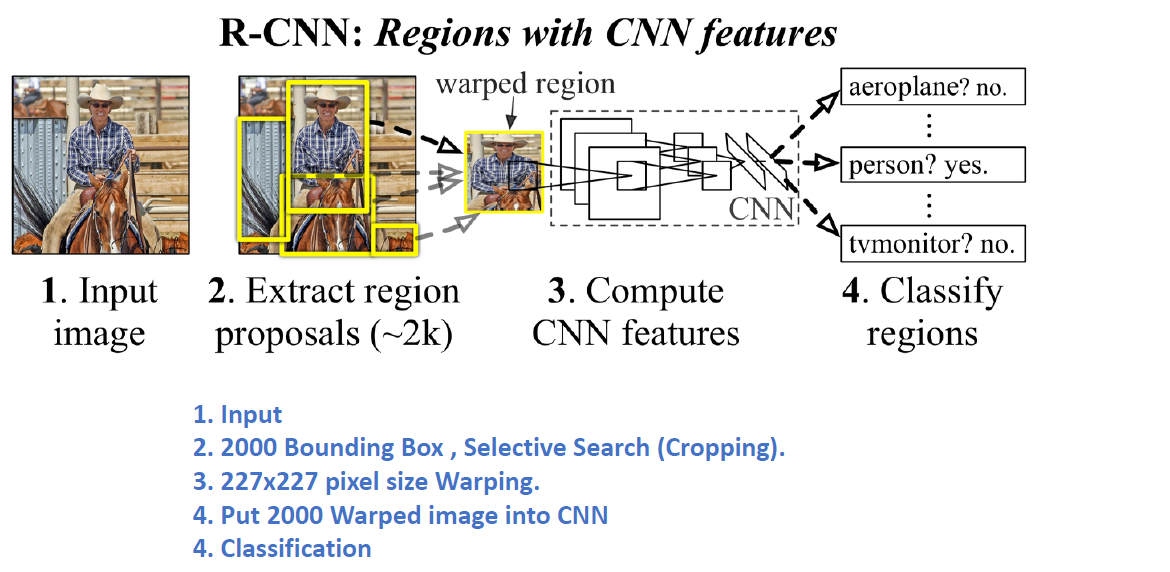 R-CNN: Regions with CNN features
warped region
aeroplane? no.
person? yes.
CNN
tvmonitor? no.
1. Input image
2. Extract region proposals (~2k)
3. Compute CNN features
4. Classify regions
1. Input
2. 2000 Bounding Box , Selective Search (Cropping).
3. 227x227 pixel size Warping.
4. Put 2000 Warped image into CNN
4. Classification